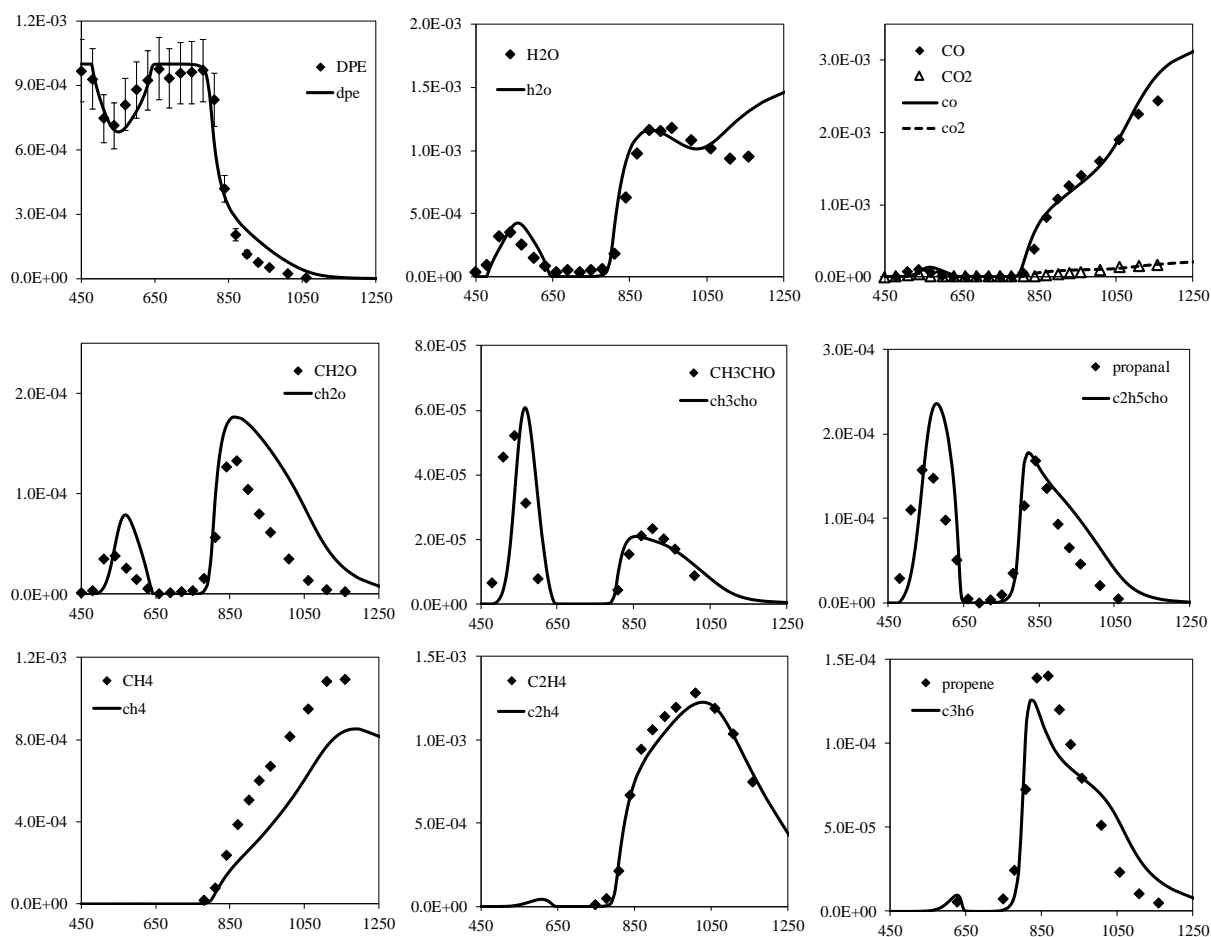 1.2E-03
9.0E-04
6.0E-04
3.0E-04
0.0E+00
450 650 850 1050 1250
DPE
dpe
2.0E-03
1.5E-03
1.0E-03
5.0E-04
0.0E+00
450 650 850 1050 1250
H2O
h2o
3.0E-03
2.0E-03
1.0E-03
0.0E+00
450 650 850 1050 1250
CO
CO2
co
co2
2.0E-04
1.0E-04
0.0E+00
450 650 850 1050 1250
CH2O
ch2o
8.0E-05
6.0E-05
4.0E-05
2.0E-05
0.0E+00
450 650 850 1050 1250
CH3CHO
ch3cho
3.0E-04
2.0E-04
1.0E-04
0.0E+00
450 650 850 1050 1250
propanal
c2h5cho
1.2E-03
8.0E-04
4.0E-04
0.0E+00
450 650 850 1050 1250
CH4
ch4
1.5E-03
1.0E-03
5.0E-04
0.0E+00
450 650 850 1050 1250
C2H4
c2h4
1.5E-04
1.0E-04
5.0E-05
0.0E+00
450 650 850 1050 1250
propene
c3h6